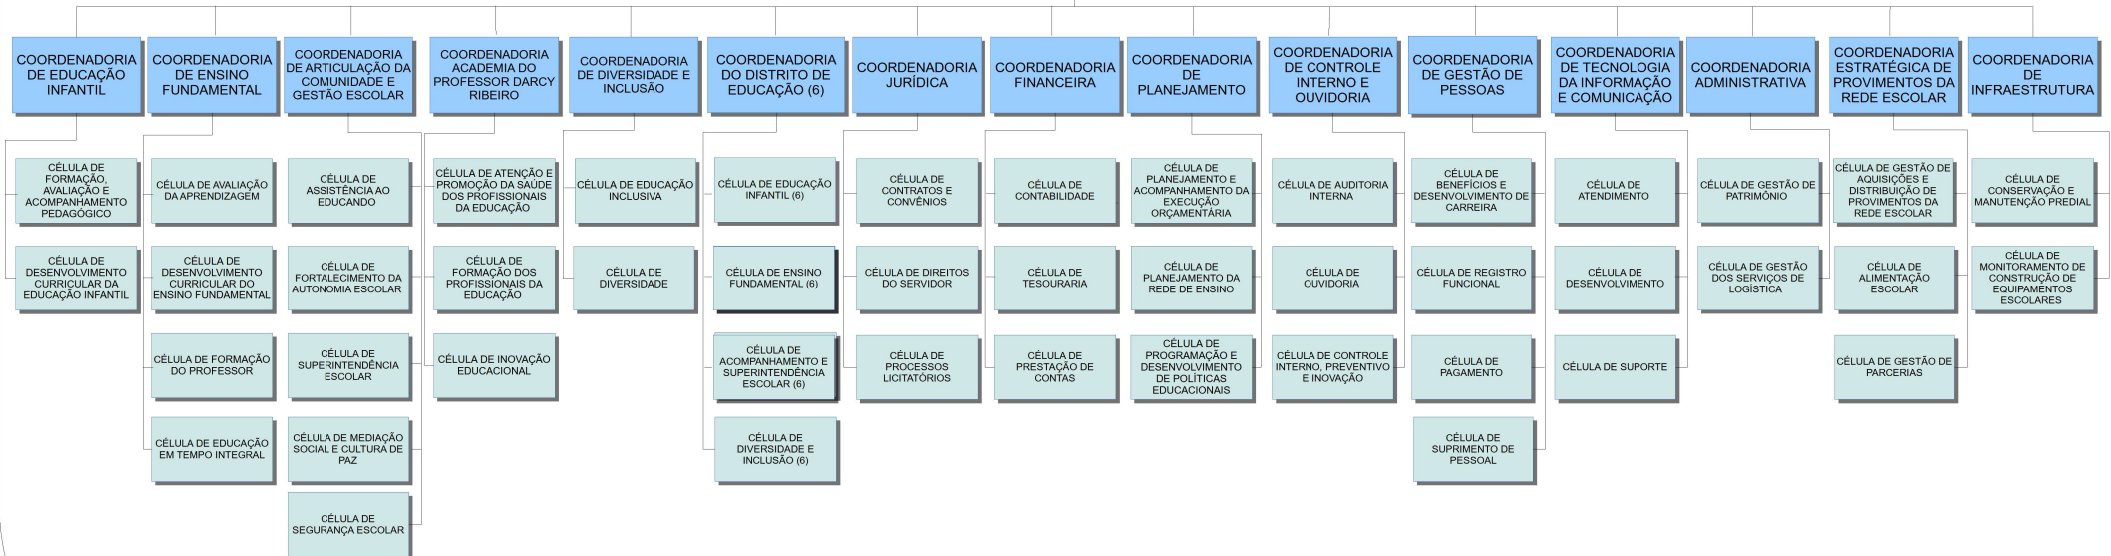 COORDENADORIA
DE EDUCAÇÃO
INFANTIL
COORDENADORIA
DE ENSINO
FUNDAMENTAL
COORDENADORIA
DE ARTICULAÇÃO DA
COMUNIDADE E
GESTÃO ESCOLAR
COORDENADORIA
ACADEMIA DO
PROFESSOR DARCY
RIBEIRO
COORDENADORIA
DE DIVERSIDADE E
INCLUSÃO
COORDENADORIA
DO DISTRITO DE
EDUCAÇÃO (6)
COORDENADORIA
JURÍDICA
COORDENADORIA
FINANCEIRA
COORDENADORIA
DE
PLANEJAMENTO
COORDENADORIA
DE CONTROLE
INTERNO E
OUVIDORIA
COORDENADORIA
DE GESTÃO DE
PESSOAS
COORDENADORIA
DE TECNOLOGIA
DA INFORMAÇÃO
E COMUNICAÇÃO
COORDENADORIA
ADMINISTRATIVA
COORDENADORIA
ESTRATÉGICA DE
PROVIMENTOS DA
REDE ESCOLAR
COORDENADORIA
DE
INFRAESTRUTURA
CÉLULA DE
FORMAÇÃO,
AVALIAÇÃO E
ACOMPANHAMENTO
PEDAGÓGICO
CÉLULA DE AVALIAÇÃO
DA APRENDIZAGEM
CÉLULA DE
ASSISTÊNCIA AO
EDUCANDO
CÉLULA DE ATENÇÃO E
PROMOÇÃO DA SAÚDE
DOS PROFISSIONAIS
DA EDUCAÇÃO
CÉLULA DE EDUCAÇÃO
INCLUSIVA
CÉLULA DE EDUCAÇÃO
INFANTIL (6)
CÉLULA DE
CONTRATOS E
CONVÊNIOS
CÉLULA DE
CONTABILIDADE
CÉLULA DE
PLANEJAMENTO E
ACOMPANHAMENTO DA
EXECUÇÃO
ORÇAMENTÁRIA
CÉLULA DE AUDITORIA
INTERNA
CÉLULA DE
BENEFÍCIOS E
DESENVOLVIMENTO DE
CARREIRA
CÉLULA DE
ATENDIMENTO
CÉLULA DE GESTÃO DE
PATRIMÔNIO
CÉLULA DE GESTÃO DE
AQUISIÇÕES E
DISTRIBUIÇÃO DE
PROVIMENTOS DA
REDE ESCOLAR
CÉLULA DE
CONSERVAÇÃO E
MANUTENÇÃO PREDIAL
CÉLULA DE
DESENVOLVIMENTO
CURRICULAR DA
EDUCAÇÃO INFANTIL
CÉLULA DE
DESENVOLVIMENTO
CURRICULAR DO
ENSINO FUNDAMENTAL
CÉLULA DE
FORTALECIMENTO DA
AUTONOMIA ESCOLAR
CÉLULA DE
FORMAÇÃO DOS
PROFISSIONAIS DA
EDUCAÇÃO
CÉLULA DE
DIVERSIDADE
CÉLULA DE ENSINO
FUNDAMENTAL (6)
CÉLULA DE DIREITOS
DO SERVIDOR
CÉLULA DE
TESOURARIA
CÉLULA DE
PLANEJAMENTO DA
REDE DE ENSINO
CÉLULA DE
OUVIDORIA
CÉLULA DE REGISTRO
FUNCIONAL
CÉLULA DE
DESENVOLVIMENTO
CÉLULA DE GESTÃO
DOS SERVIÇOS DE
LOGÍSTICA
CÉLULA DE
ALIMENTAÇÃO
ESCOLAR
CÉLULA DE
MONITORAMENTO DE
CONSTRUÇÃO DE
EQUIPAMENTOS
ESCOLARES
CÉLULA DE FORMAÇÃO
DO PROFESSOR
CÉLULA DE
SUPERINTENDÊNCIA
ESCOLAR
CÉLULA DE INOVAÇÃO
EDUCACIONAL
CÉLULA DE
ACOMPANHAMENTO E
SUPERINTENDÊNCIA
ESCOLAR (6)
CÉLULA DE
PROCESSOS
LICITATÓRIOS
CÉLULA DE
PRESTAÇÃO DE
CONTAS
CÉLULA DE
PROGRAMAÇÃO E
DESENVOLVIMENTO
DE POLÍTICAS
EDUCACIONAIS
CÉLULA DE CONTROLE
INTERNO, PREVENTIVO
E INOVAÇÃO
CÉLULA DE
PAGAMENTO
CÉLULA DE SUPORTE
CÉLULA DE GESTÃO DE
PARCERIAS
CÉLULA DE EDUCAÇÃO
EM TEMPO INTEGRAL
CÉLULA DE MEDIAÇÃO
SOCIAL E CULTURA DE
PAZ
CÉLULA DE
DIVERSIDADE E
INCLUSÃO (6)
CÉLULA DE
SUPRIMENTO DE
PESSOAL
CÉLULA DE
SEGURANÇA ESCOLAR